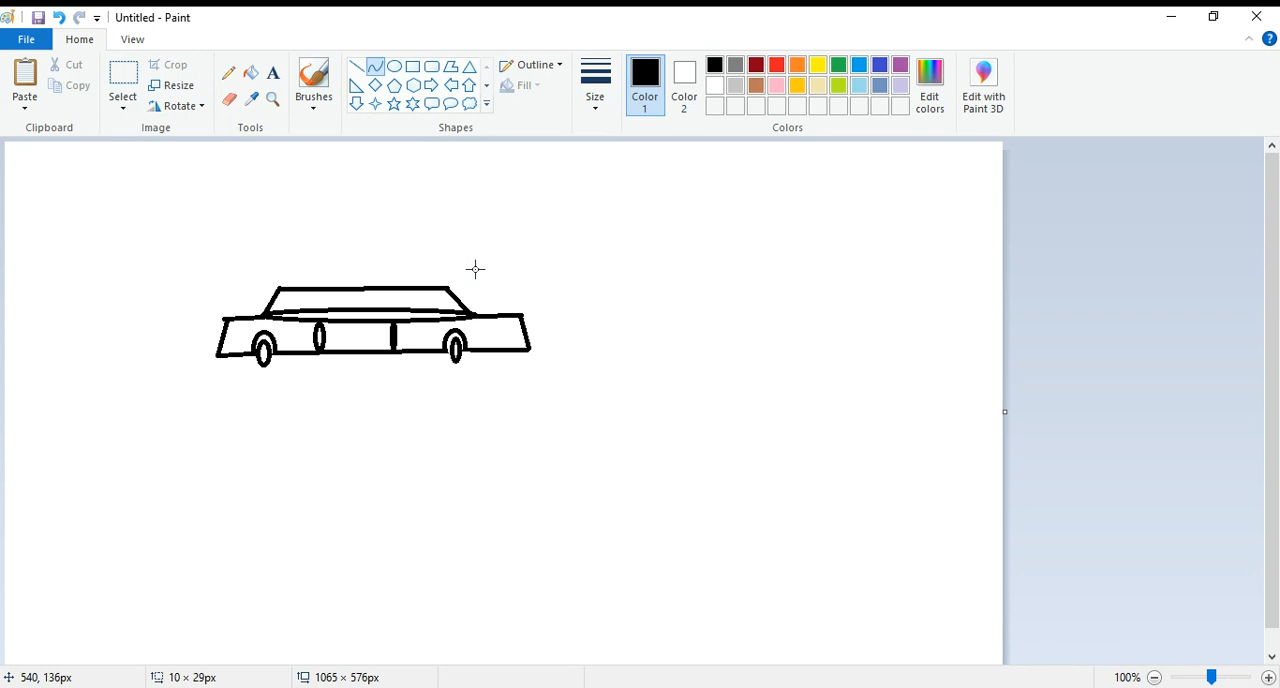 Untitled - Paint
File
Home
View
Paste
Cut
Copy
Clipboard
Select
Crop
Resize
Rotate
Image
A
Tools
Brushes
Shapes
Outline
Fill
Size
Color
1
Color
2
Colors
Edit
colors
Edit with
Paint 3D
?
540, 136px
10 × 29px
1065 × 576px
100%